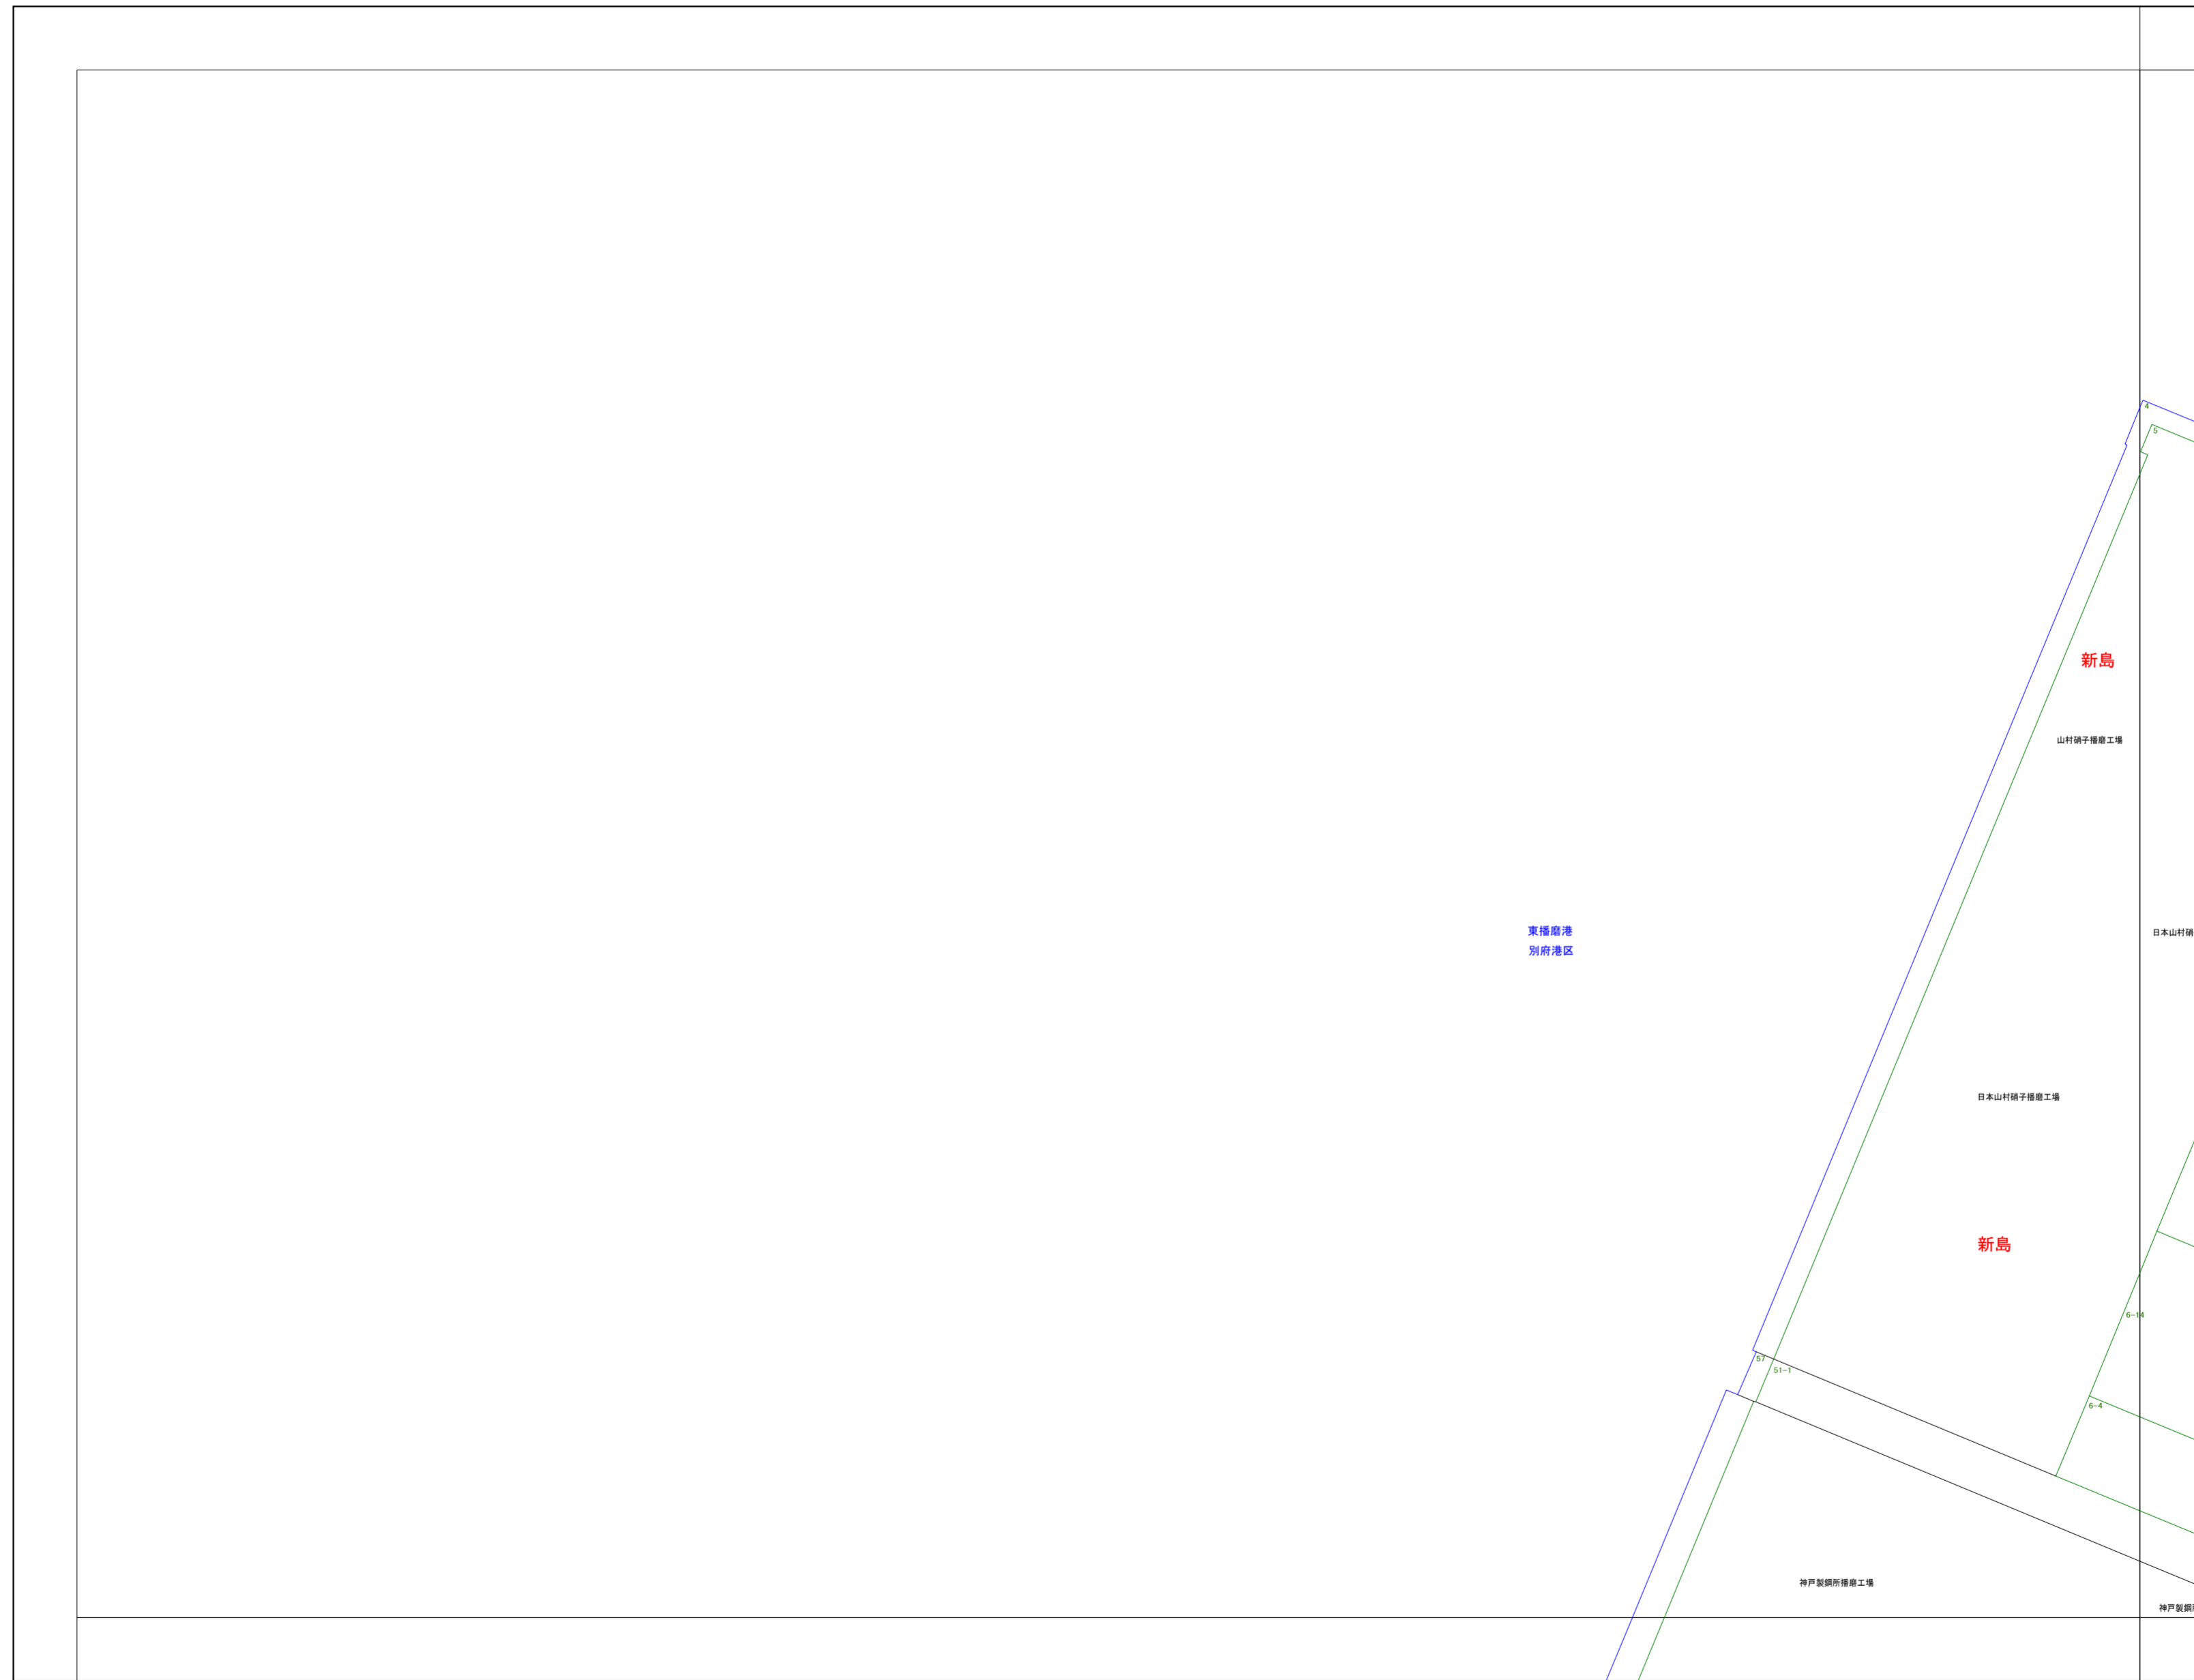 4
5
新島
山村硝子播磨工場
東播磨港
別府港区
日本山村硝
日本山村硝子播磨工場
新島
6-14
57
51-1
6-4
神戸製鋼所播磨工場
神戸製鋼